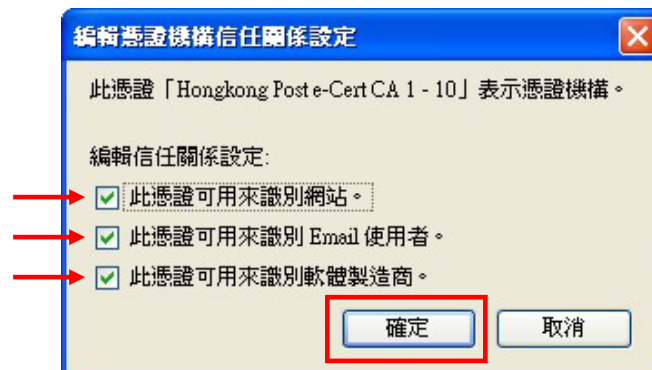 編輯憑證機構信任關係設定
此憑證「Hongkong Post e-Cert CA 1 - 10」表示憑證機構。
編輯信任關係設定:
此憑證可用來識別網站。
此憑證可用來識別 Email 使用者。
此憑證可用來識別軟體製造商。
確定 取消